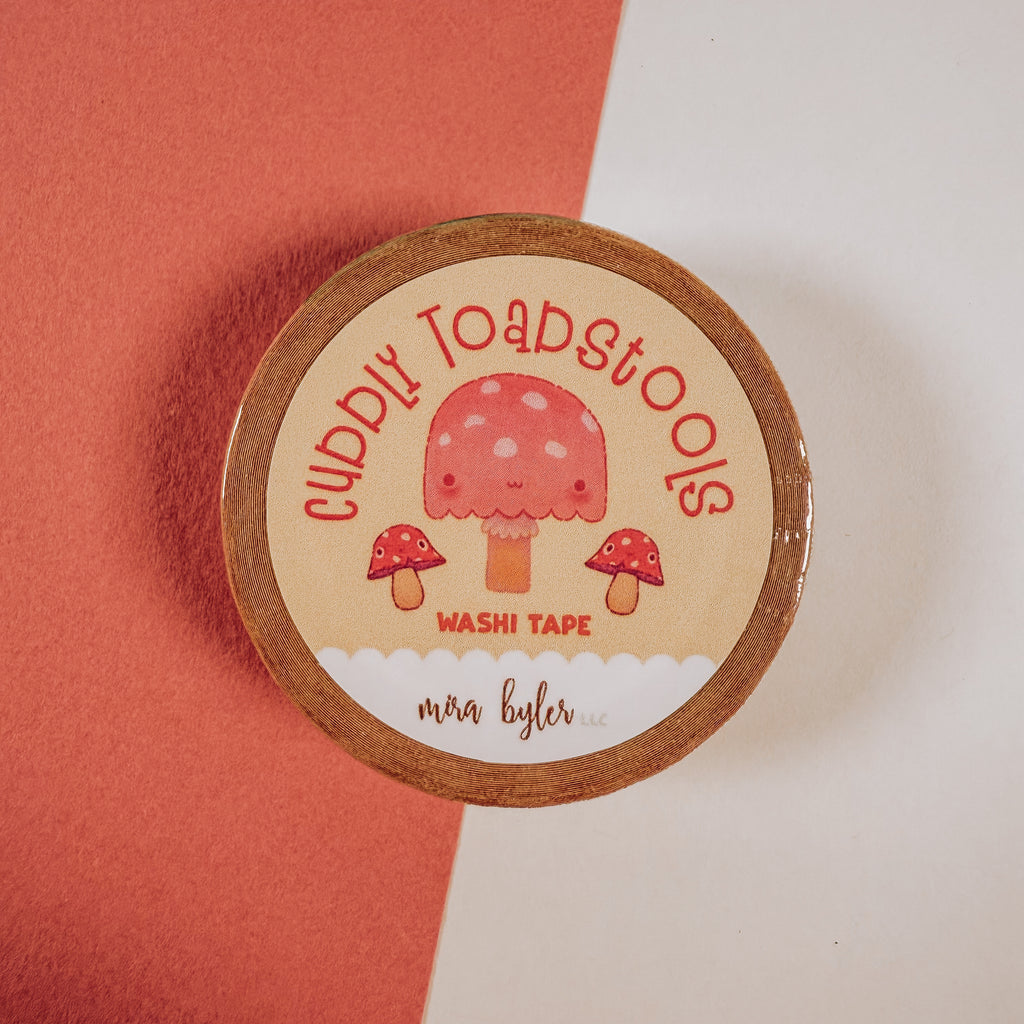 Cuddly Toadstools
WASHI TAPE
mira byler LLC